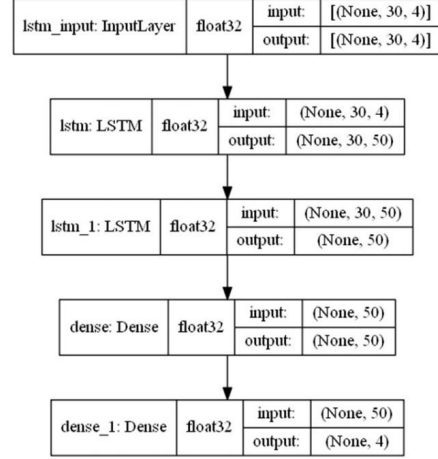 lstm_input: InputLayer float32 input: [(None, 30, 4)]
output: [(None, 30, 4)]
lstm: LSTM float32 input: (None, 30, 4)
output: (None, 30, 50)
lstm_1: LSTM float32 input: (None, 30, 50)
output: (None, 50)
dense: Dense float32 input: (None, 50)
output: (None, 50)
dense_1: Dense float32 input: (None, 50)
output: (None, 4)